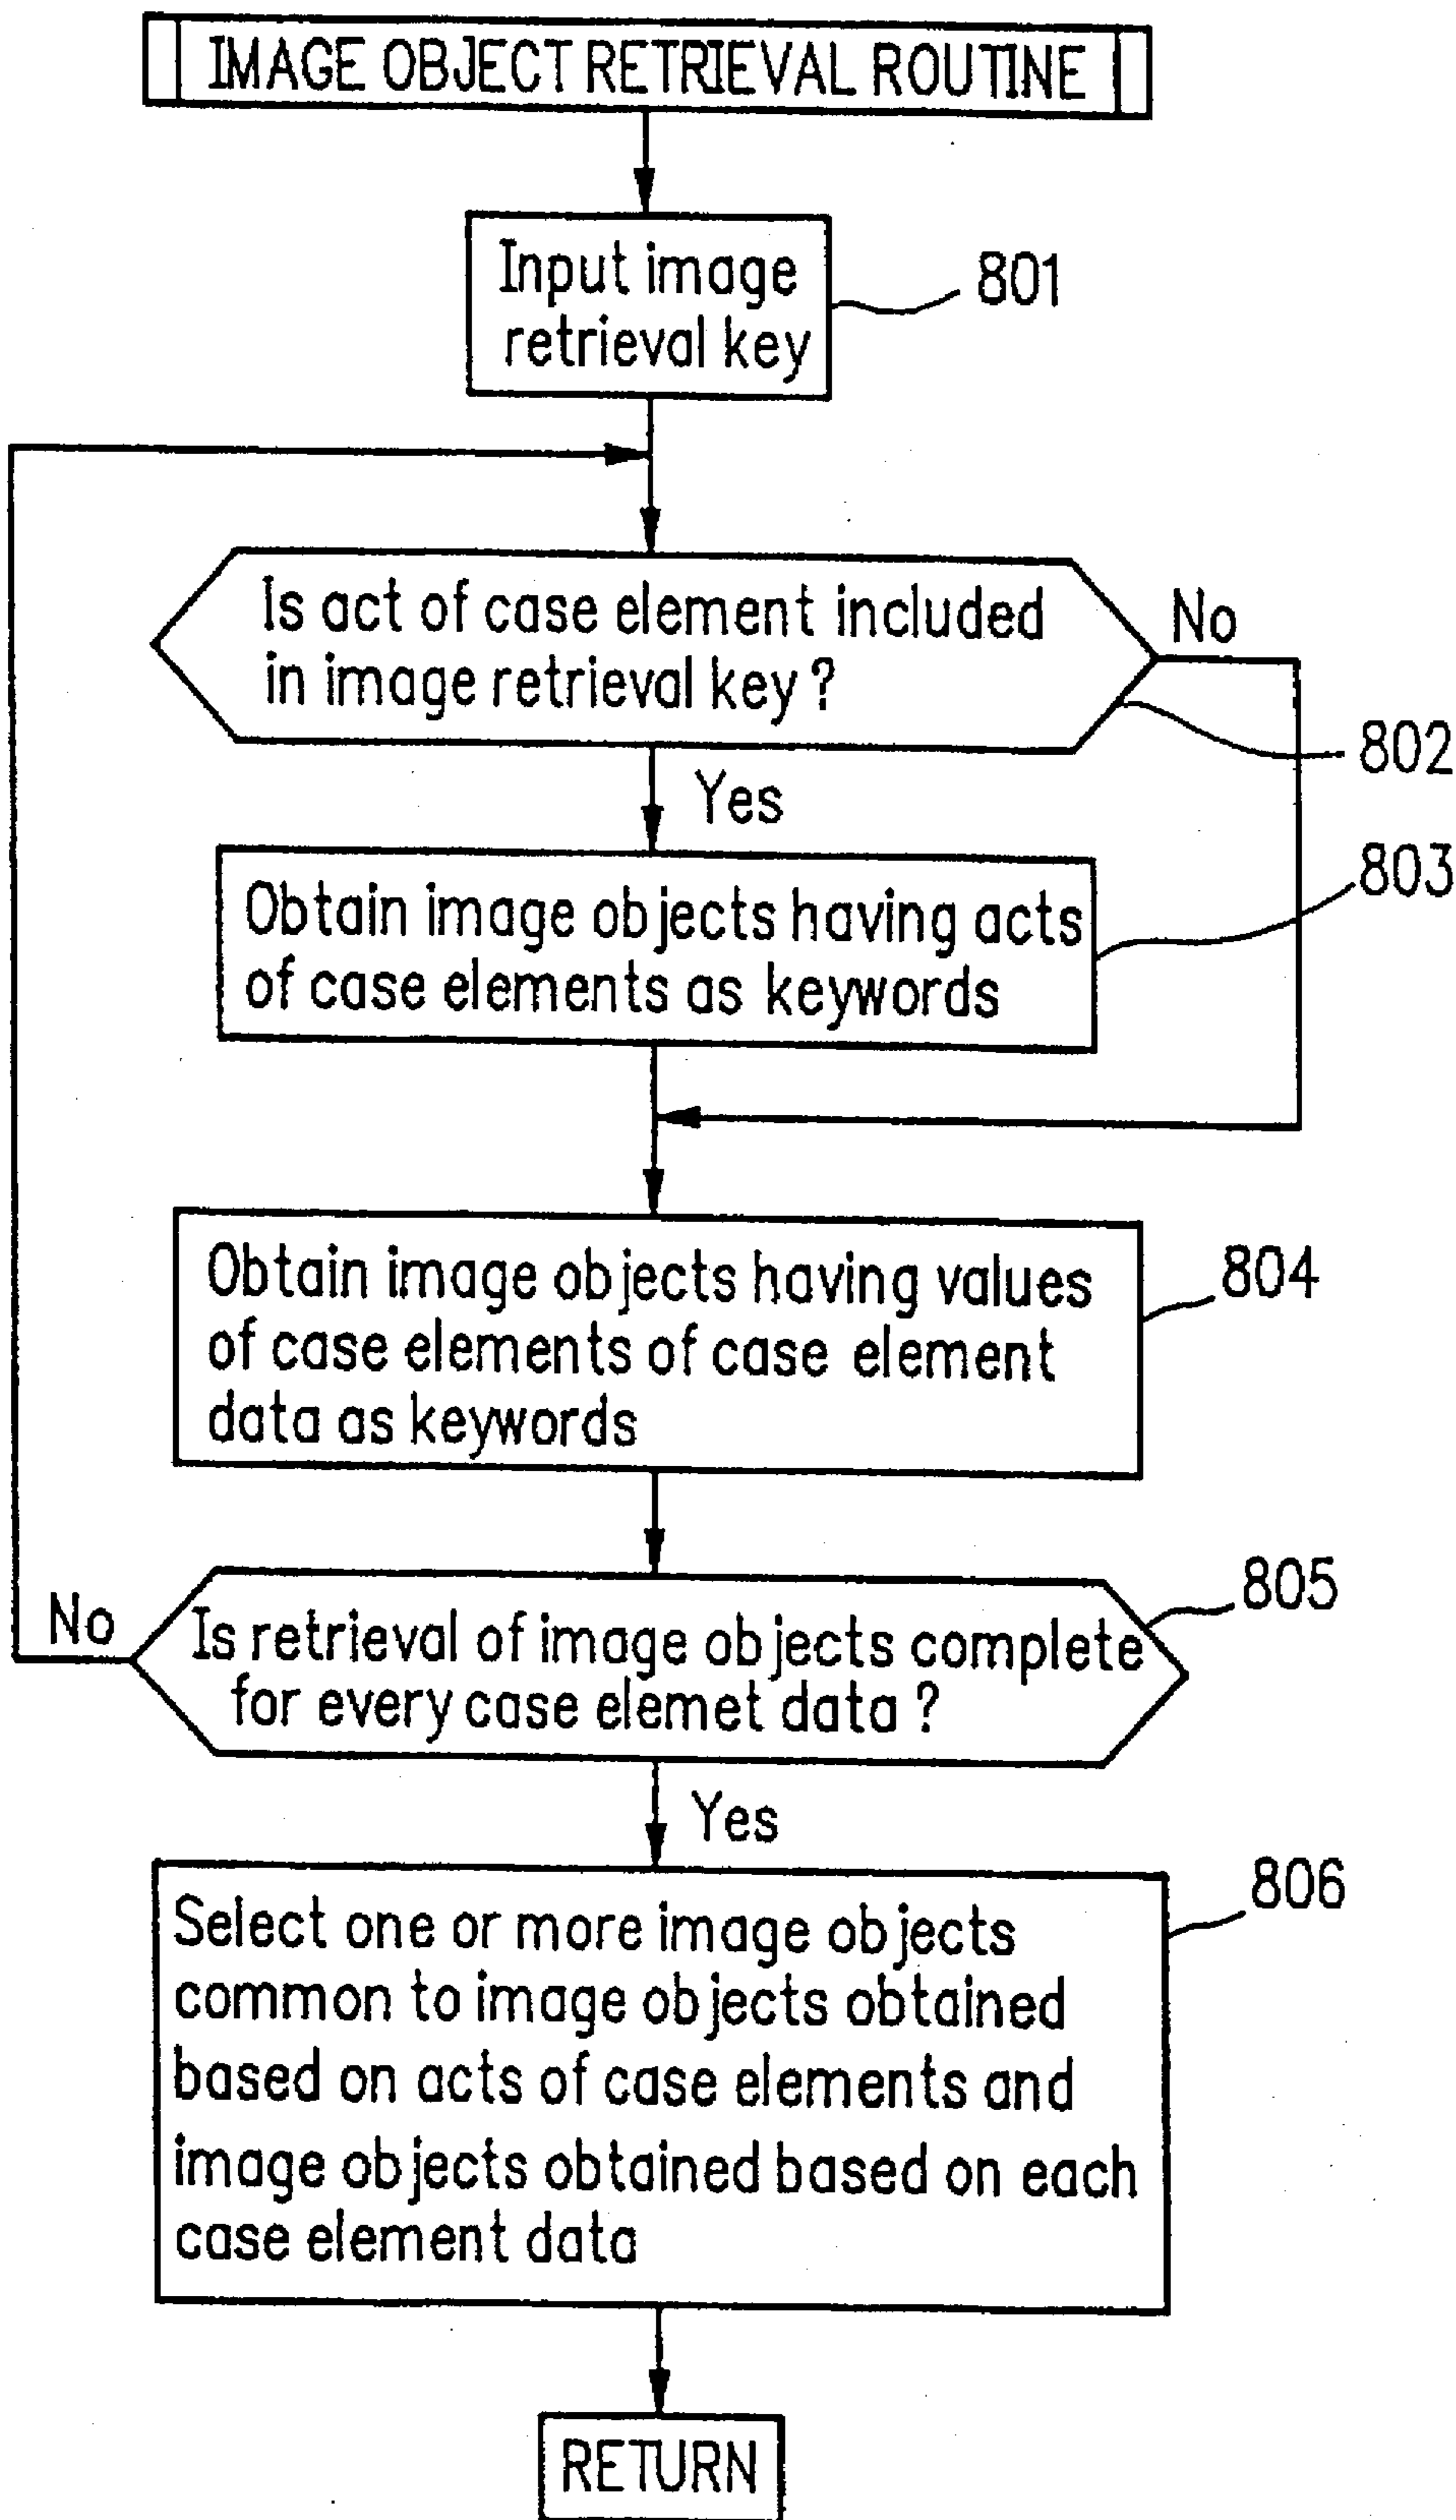 IMAGE OBJECT RETRIEVAL ROUTINE
Input image
retrieval key
801
Is act of case element included
in image retrieval key ?
No
802
Yes
803
Obtain image objects having acts
of case elements as keywords
Obtain image objects having values
of case elements of case element
data as keywords
804
805
No
Is retrieval of image objects complete
for every case elemet data ?
Yes
806
Select one or more image objects
common to image objects obtained
based on acts of case elements and
image objects obtained based on each
case element data
RETURN